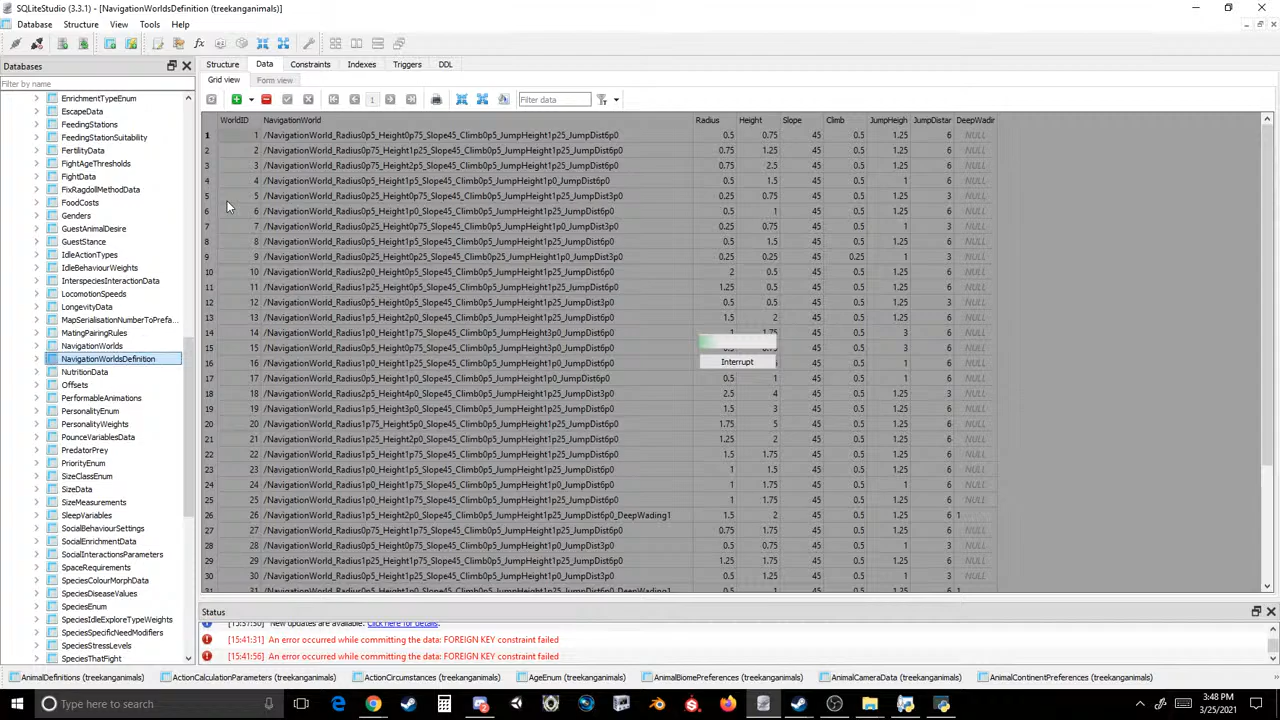 SQLiteStudio (3.3.1) - [NavigationWorldsDefinition (treekanganimals)]
Database Structure View Tools Help
Databases
Filter by name
EnrichmentTypeEnum
EscapeData
FeedingStations
FeedingStationSuitability
FertilityData
FightAgeThresholds
FightData
FixRagdollMethodData
FoodCosts
Genders
GuestAnimalDesire
GuestStance
IdleActionTypes
IdleBehaviourWeights
InterspeciesInteractionData
LocomotionSpeeds
LongevityData
MapSerialisationNumberToPrefa...
MatingPairingRules
NavigationWorlds
NavigationWorldsDefinition
NutritionData
Offsets
PerformableAnimations
PersonalityEnum
PersonalityWeights
PounceVariablesData
PredatorPrey
PriorityEnum
SizeClassEnum
SizeData
SizeMeasurements
SleepVariables
SocialBehaviourSettings
SocialEnrichmentData
SocialInteractionsParameters
SpaceRequirements
SpeciesColourMorphData
SpeciesDiseaseValues
SpeciesEnum
SpeciesIdleExploreTypeWeights
SpeciesSpecificNeedModifiers
SpeciesStressLevels
SpeciesThatFight
Structure Data Constraints Indexes Triggers DDL
Grid view Form view
1 Filter data
WorldID NavigationWorld Radius Height Slope Climb JumpHeigh JumpDistar DeepWadir
1 1 /NavigationWorld_Radius0p5_Height0p75_Slope45_Climb0p5_JumpHeight1p25_JumpDist6p0 0.5 0.75 45 0.5 1.25 6 NULL
2 2 /NavigationWorld_Radius0p75_Height1p25_Slope45_Climb0p5_JumpHeight1p25_JumpDist6p0 0.75 1.25 45 0.5 1.25 6 NULL
3 3 /NavigationWorld_Radius0p75_Height2p5_Slope45_Climb0p5_JumpHeight1p25_JumpDist6p0 0.75 2.5 45 0.5 1.25 6 NULL
4 4 /NavigationWorld_Radius0p5_Height1p5_Slope45_Climb0p5_JumpHeight1p0_JumpDist6p0 0.5 1.5 45 0.5 1 6 NULL
5 5 /NavigationWorld_Radius0p25_Height0p75_Slope45_Climb0p5_JumpHeight1p25_JumpDist3p0 0.25 0.75 45 0.5 1.25 3 NULL
6 6 /NavigationWorld_Radius0p5_Height1p0_Slope45_Climb0p5_JumpHeight1p25_JumpDist6p0 0.5 1 45 0.5 1.25 6 NULL
7 7 /NavigationWorld_Radius0p25_Height0p75_Slope45_Climb0p5_JumpHeight1p0_JumpDist3p0 0.25 0.75 45 0.5 1 3 NULL
8 8 /NavigationWorld_Radius0p5_Height1p5_Slope45_Climb0p5_JumpHeight1p25_JumpDist6p0 0.5 1.5 45 0.5 1.25 6 NULL
9 9 /NavigationWorld_Radius0p25_Height0p25_Slope45_Climb0p25_JumpHeight1p0_JumpDist3p0 0.25 0.25 45 0.25 1 3 NULL
10 10 /NavigationWorld_Radius2p0_Height0p5_Slope45_Climb0p5_JumpHeight1p25_JumpDist6p0 2 0.5 45 0.5 1.25 6 NULL
11 11 /NavigationWorld_Radius1p25_Height0p5_Slope45_Climb0p5_JumpHeight1p25_JumpDist6p0 1.25 0.5 45 0.5 1.25 6 NULL
12 12 /NavigationWorld_Radius0p5_Height0p5_Slope45_Climb0p5_JumpHeight1p25_JumpDist3p0 0.5 0.5 45 0.5 1.25 3 NULL
13 13 /NavigationWorld_Radius1p5_Height2p0_Slope45_Climb0p5_JumpHeight1p25_JumpDist6p0 1.5 2 45 0.5 1.25 6 NULL
14 14 /NavigationWorld_Radius1p0_Height1p75_Slope45_Climb0p5_JumpHeight3p0_JumpDist6p0 1 1.75 45 0.5 3 6 NULL
15 15 /NavigationWorld_Radius0p5_Height0p75_Slope45_Climb0p5_JumpHeight3p0_JumpDist6p0 45 0.5 3 6 NULL
16 16 /NavigationWorld_Radius1p0_Height1p25_Slope45_Climb0p5_JumpHeight1p25_JumpDist6p0 Interrupt 45 0.5 1.25 6 NULL
17 17 /NavigationWorld_Radius0p5_Height1p0_Slope45_Climb0p5_JumpHeight1p0_JumpDist6p0 0.5 1 45 0.5 1 6 NULL
18 18 /NavigationWorld_Radius2p5_Height4p0_Slope45_Climb0p5_JumpHeight1p25_JumpDist3p0 2.5 4 45 0.5 1.25 3 NULL
19 19 /NavigationWorld_Radius1p5_Height3p0_Slope45_Climb0p5_JumpHeight1p25_JumpDist6p0 1.5 3 45 0.5 1.25 6 NULL
20 20 /NavigationWorld_Radius1p75_Height5p0_Slope45_Climb0p5_JumpHeight1p25_JumpDist6p0 1.75 5 45 0.5 1.25 6 NULL
21 21 /NavigationWorld_Radius1p25_Height2p0_Slope45_Climb0p5_JumpHeight1p25_JumpDist6p0 1.25 2 45 0.5 1.25 6 NULL
22 22 /NavigationWorld_Radius1p5_Height1p75_Slope45_Climb0p5_JumpHeight1p25_JumpDist6p0 1.5 1.75 45 0.5 1.25 6 NULL
23 23 /NavigationWorld_Radius1p0_Height1p5_Slope45_Climb0p5_JumpHeight1p25_JumpDist6p0 1 1.5 45 0.5 1.25 6 NULL
24 24 /NavigationWorld_Radius1p0_Height1p75_Slope45_Climb0p5_JumpHeight1p0_JumpDist6p0 1 1.75 45 0.5 1 6 NULL
25 25 /NavigationWorld_Radius1p0_Height1p75_Slope45_Climb0p5_JumpHeight1p25_JumpDist6p0 1 1.75 45 0.5 1.25 6 NULL
26 26 /NavigationWorld_Radius1p5_Height2p0_Slope45_Climb0p5_JumpHeight1p25_JumpDist6p0_DeepWading1 1.5 2 45 0.5 1.25 6 1
27 27 /NavigationWorld_Radius0p75_Height1p75_Slope45_Climb0p5_JumpHeight1p25_JumpDist6p0 0.75 1.75 45 0.5 1.25 6 NULL
28 28 /NavigationWorld_Radius0p5_Height0p75_Slope45_Climb0p5_JumpHeight1p0_JumpDist3p0 0.5 0.75 45 0.5 1 3 NULL
29 29 /NavigationWorld_Radius1p25_Height1p75_Slope45_Climb0p5_JumpHeight1p25_JumpDist6p0 1.25 1.75 45 0.5 1.25 6 NULL
30 30 /NavigationWorld_Radius0p5_Height1p25_Slope45_Climb0p5_JumpHeight1p0_JumpDist3p0 0.5 1.25 45 0.5 1 3 NULL
Status
New updates are available. Click here for details.
[15:41:31] An error occurred while committing the data: FOREIGN KEY constraint failed
[15:41:56] An error occurred while committing the data: FOREIGN KEY constraint failed
AnimalDefinitions (treekanganimals) ActionCalculationParameters (treekanganimals) ActionCircumstances (treekanganimals) AgeEnum (treekanganimals) AnimalBiomePreferences (treekanganimals) AnimalCameraData (treekanganimals) AnimalContinentPreferences (treekanganimals)
Type here to search
3:48 PM
3/25/2021